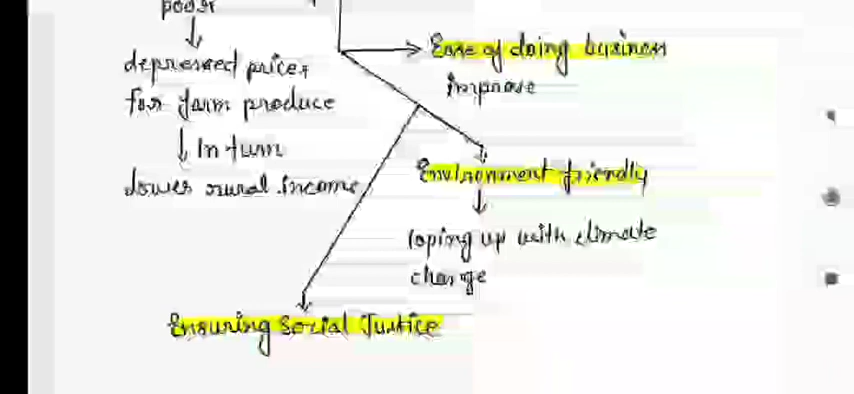 poor
depressed prices
for farm produce
In turn
lower rural income
Ease of doing business
improve
Environment friendly
Coping up with climate
change
Ensuring Social Justice